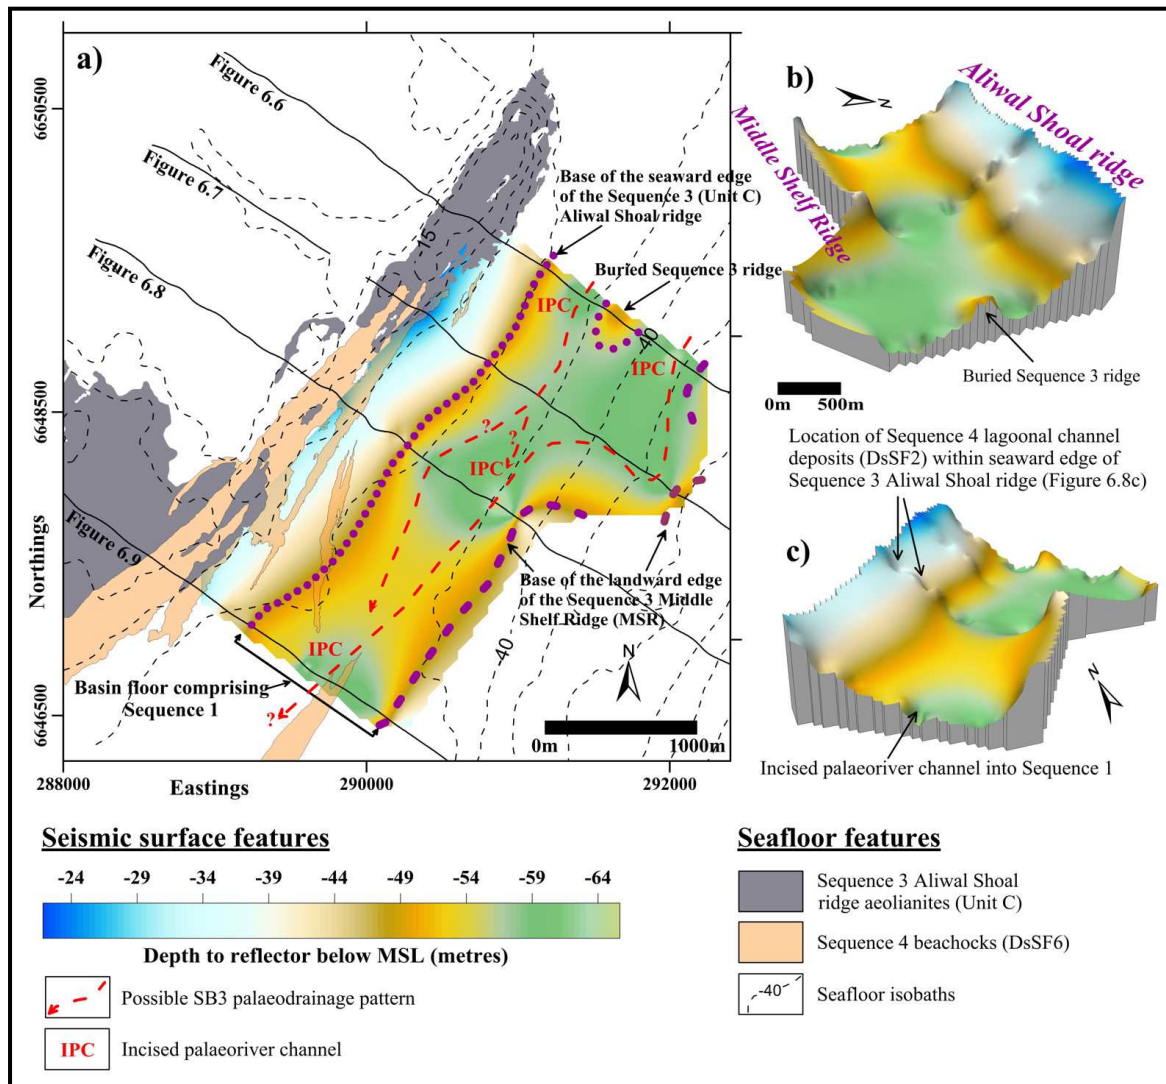 a)
Figure 6.6
Figure 6.7
Figure 6.8
Figure 6.9
6650500
6648500
6646500
Northings
288000
290000
292000
Eastings
15
Base of the seaward edge
of the Sequence 3 (Unit C)
Aliwal Shoal ridge
Buried Sequence 3 ridge
IPC
-40
IPC
?
?
IPC
Base of the landward edge
of the Sequence 3 Middle
Shelf Ridge (MSR)
IPC
-40
N
Basin floor comprising
Sequence 1
?
0m
1000m
b)
N
Aliwal Shoal ridge
Middle Shelf Ridge
Buried Sequence 3 ridge
0m
500m
Location of Sequence 4 lagoonal channel
deposits (DsSF2) within seaward edge of
Sequence 3 Aliwal Shoal ridge (Figure 6.8c)
c)
N
Incised palaeoriver channel into Sequence 1
Seismic surface features
-24 -29 -34 -39 -44 -49 -54 -59 -64
Depth to reflector below MSL (metres)
Possible SB3 palaeodrainage pattern
IPC Incised palaeoriver channel
Seafloor features
Sequence 3 Aliwal Shoal
ridge aeolianites (Unit C)
Sequence 4 beachocks (DsSF6)
-40 Seafloor isobaths